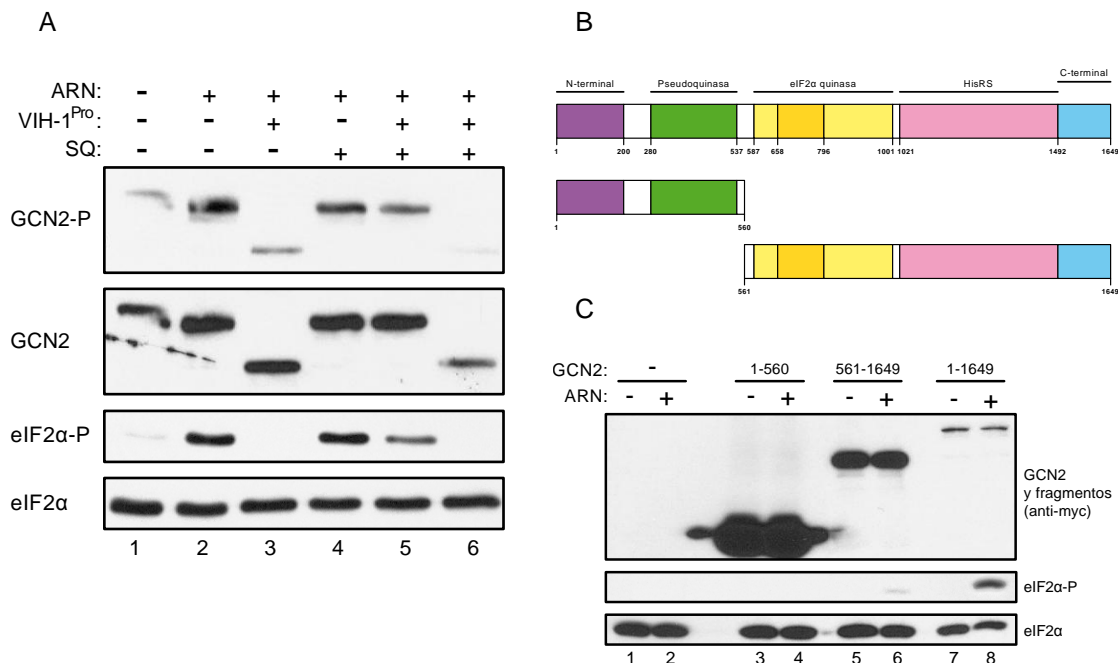 A
ARN: - + + + + +
VIH-1Pro: - - + - + +
SQ: - - - + + +
GCN2-P
GCN2
eIF2α-P
eIF2α
1 2 3 4 5 6
B
N-terminal Pseudoquinasa eIF2α quinasa HisRS C-terminal
1 200 280 537 587 658 796 1001 1021 1492 1649
1 560
561 1649
C
GCN2: - 1-560 561-1649 1-1649
ARN: - + - + - + - +
GCN2
y fragmentos
(anti-myc)
eIF2α-P
eIF2α
1 2 3 4 5 6 7 8